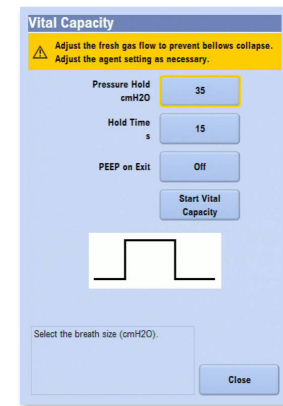 Vital Capacity
Adjust the fresh gas flow to prevent bellows collapse.
Adjust the agent setting as necessary.
Pressure Hold
cmH2O
35
Hold Time
s
15
PEEP on Exit
Off
Start Vital
Capacity
Select the breath size (cmH2O).
Close